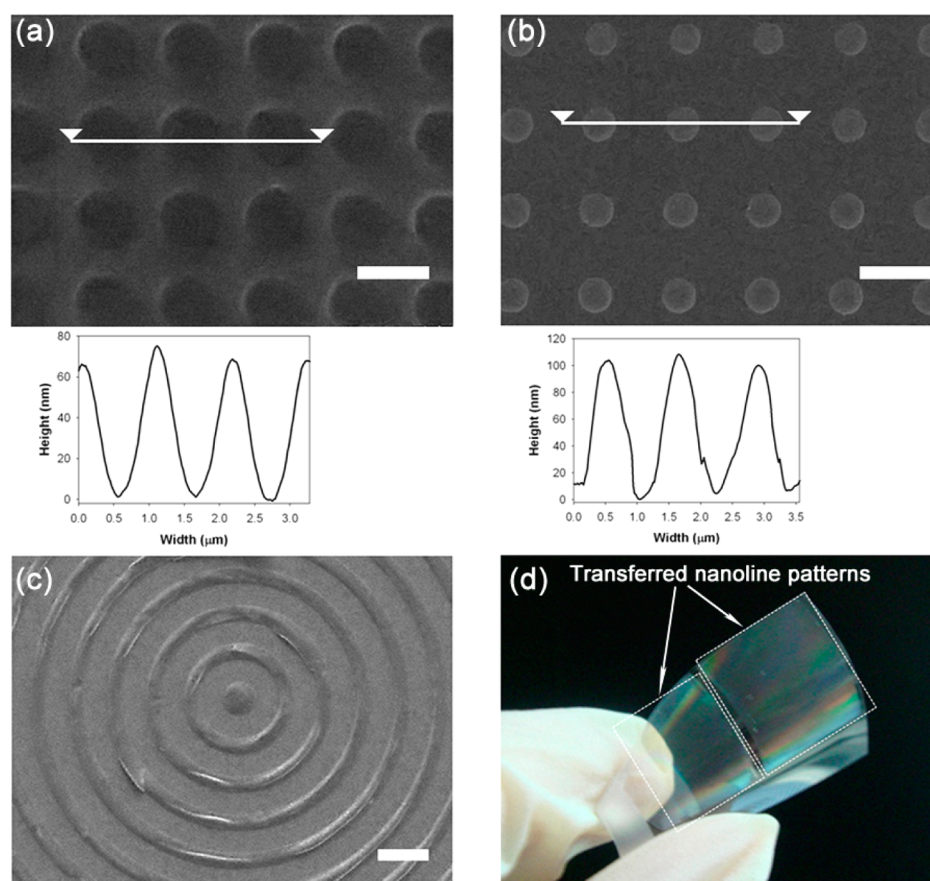 (a)
(b)
80
60
40
20
0
Height (nm)
0.0 0.5 1.0 1.5 2.0 2.5 3.0
Width (μm)
120
100
80
60
40
20
0
Height (nm)
0.0 0.5 1.0 1.5 2.0 2.5 3.0 3.5
Width (μm)
(c)
(d)
Transferred nanoline patterns